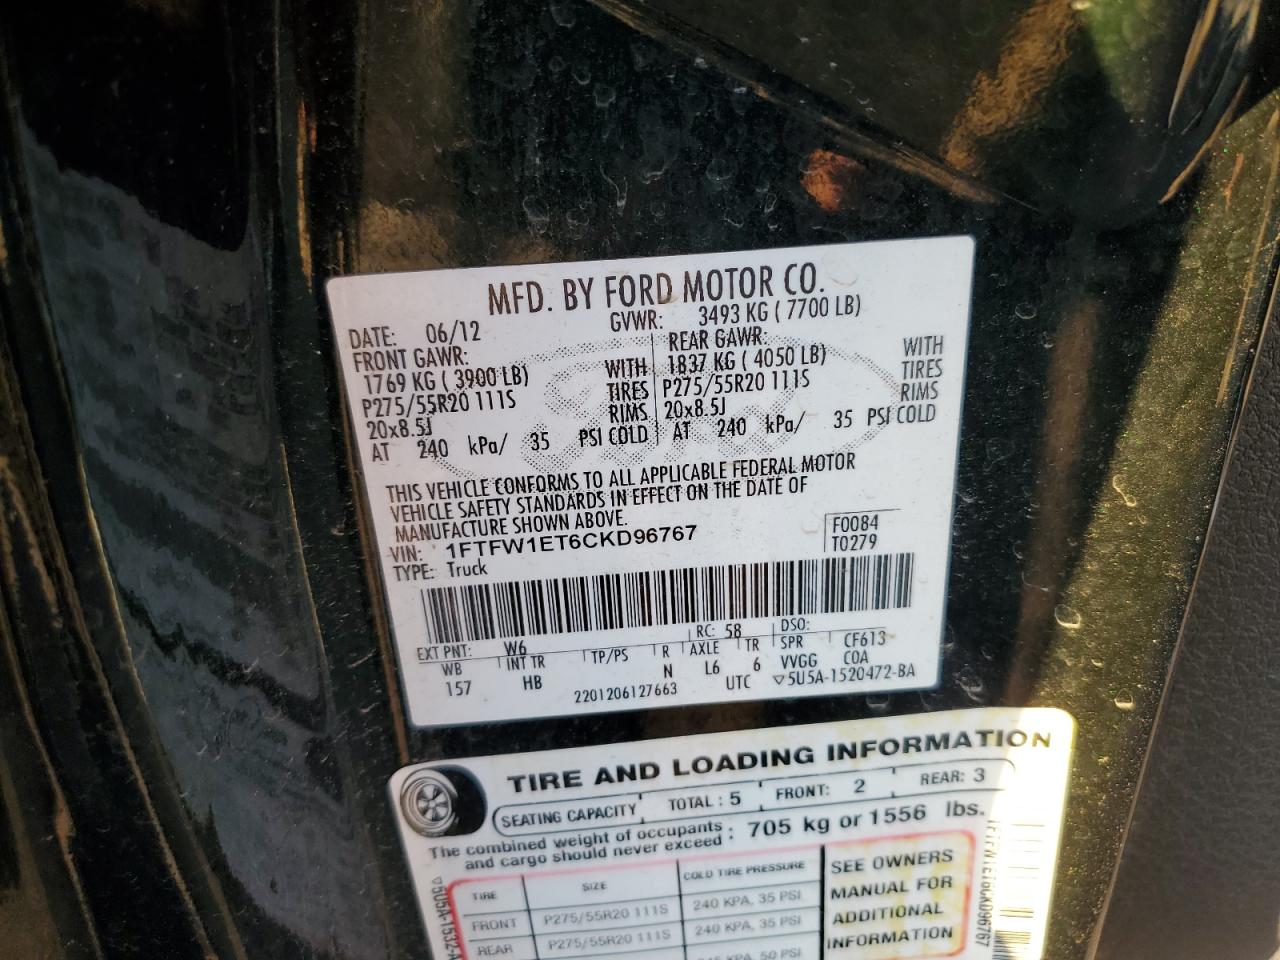 MFD. BY FORD MOTOR CO.
DATE: 06/12 GVWR: 3493 KG ( 7700 LB)
FRONT GAWR: REAR GAWR:
1769 KG ( 3900 LB) WITH 1837 KG ( 4050 LB) WITH
P275/55R20 111S TIRES P275/55R20 111S TIRES
20x8.5J RIMS 20x8.5J RIMS
AT 240 kPa/ 35 PSI COLD AT 240 kPa/ 35 PSI COLD
THIS VEHICLE CONFORMS TO ALL APPLICABLE FEDERAL MOTOR
VEHICLE SAFETY STANDARDS IN EFFECT ON THE DATE OF
MANUFACTURE SHOWN ABOVE.
VIN: 1FTFW1ET6CKD96767 F0084
TYPE: Truck T0279
EXT PNT: W6 RC: 58 DSO:
WB INT TR TP/PS R AXLE TR SPR CF613
157 HB N L6 6 VVGG COA
2201206127663 UTC ▽5U5A-1520472-BA
TIRE AND LOADING INFORMATION
SEATING CAPACITY TOTAL : 5 FRONT: 2 REAR: 3
The combined weight of occupants : 705 kg or 1556 lbs.
and cargo should never exceed
TIRE SIZE COLD TIRE PRESSURE SEE OWNERS
FRONT P275/55R20 111S 240 KPA, 35 PSI MANUAL FOR
REAR P275/55R20 111S 240 KPA, 35 PSI ADDITIONAL
50 PSI INFORMATION
▽5U5A-1532-A
1FTFW1ET6CKD96767